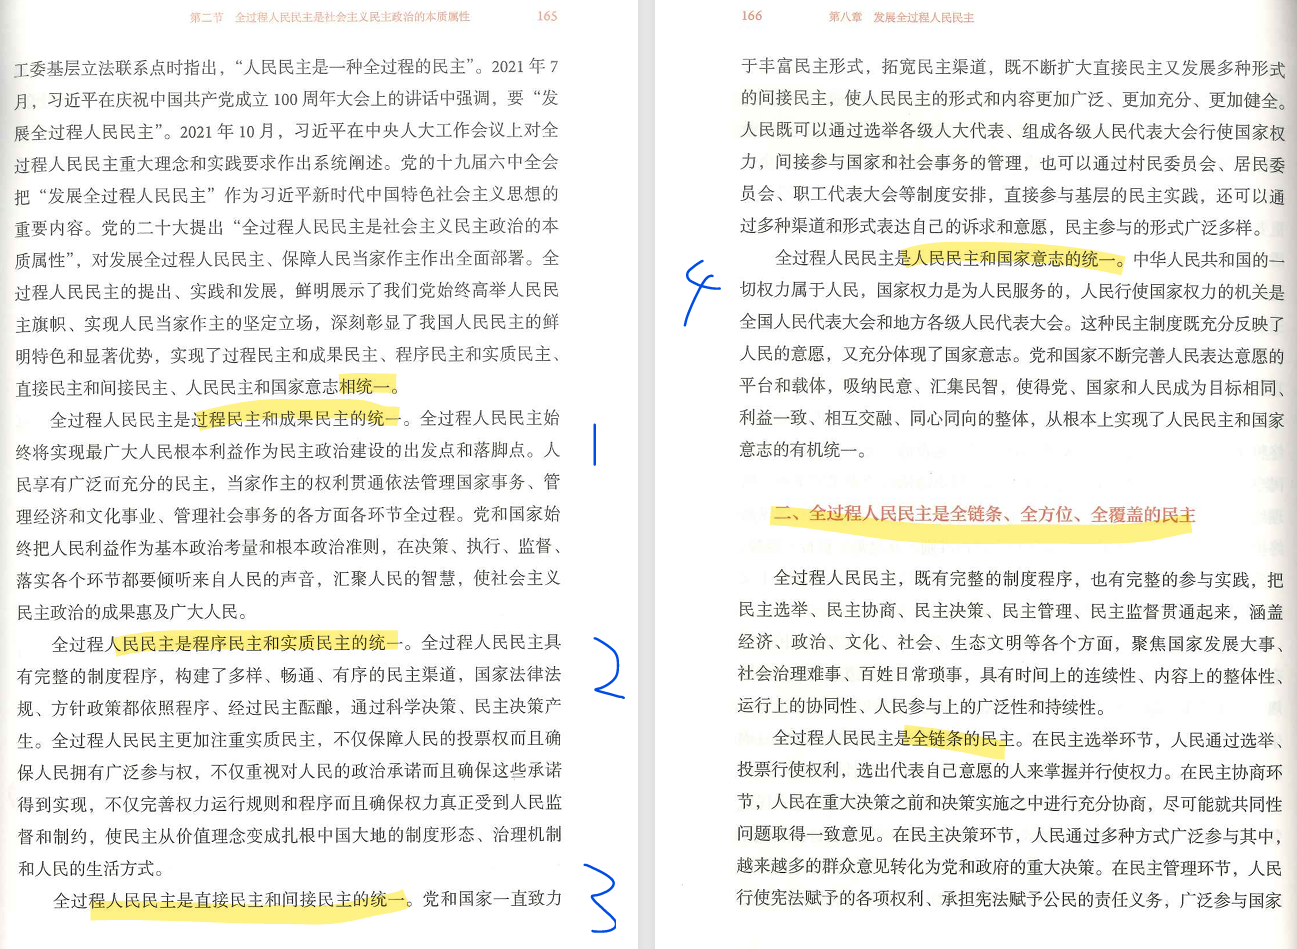 第二节 全过程人民民主是社会主义民主政治的本质属性 165
工委基层立法联系点时指出，“人民民主是一种全过程的民主”。2021 年 7
月，习近平在庆祝中国共产党成立 100 周年大会上的讲话中强调，要“发
展全过程人民民主”。2021 年 10 月，习近平在中央人大工作会议上对全
过程人民民主重大理念和实践要求作出系统阐述。党的十九届六中全会
把“发展全过程人民民主”作为习近平新时代中国特色社会主义思想的
重要内容。党的二十大提出“全过程人民民主是社会主义民主政治的本
质属性”，对发展全过程人民民主、保障人民当家作主作出全面部署。全
过程人民民主的提出、实践和发展，鲜明展示了我们党始终高举人民民
主旗帜、实现人民当家作主的坚定立场，深刻彰显了我国人民民主的鲜
明特色和显著优势，实现了过程民主和成果民主、程序民主和实质民主、
直接民主和间接民主、人民民主和国家意志相统一。
全过程人民民主是过程民主和成果民主的统一。全过程人民民主始
终将实现最广大人民根本利益作为民主政治建设的出发点和落脚点。人
1
民享有广泛而充分的民主，当家作主的权利贯通依法管理国家事务、管
理经济和文化事业、管理社会事务的各方面各环节全过程。党和国家始
终把人民利益作为基本政治考量和根本政治准则，在决策、执行、监督、
落实各个环节都要倾听来自人民的声音，汇聚人民的智慧，使社会主义
民主政治的成果惠及广大人民。
全过程人民民主是程序民主和实质民主的统一。全过程人民民主具
2
有完整的制度程序，构建了多样、畅通、有序的民主渠道，国家法律法
规、方针政策都依照程序、经过民主酝酿，通过科学决策、民主决策产
生。全过程人民民主更加注重实质民主，不仅保障人民的投票权而且确
保人民拥有广泛参与权，不仅重视对人民的政治承诺而且确保这些承诺
得到实现，不仅完善权力运行规则和程序而且确保权力真正受到人民监
督和制约，使民主从价值理念变成扎根中国大地的制度形态、治理机制
和人民的生活方式。
全过程人民民主是直接民主和间接民主的统一。党和国家一直致力
3
166 第八章 发展全过程人民民主
于丰富民主形式，拓宽民主渠道，既不断扩大直接民主又发展多种形式
的间接民主，使人民民主的形式和内容更加广泛、更加充分、更加健全。
人民既可以通过选举各级人大代表、组成各级人民代表大会行使国家权
力，间接参与国家和社会事务的管理，也可以通过村民委员会、居民委
员会、职工代表大会等制度安排，直接参与基层的民主实践，还可以通
过多种渠道和形式表达自己的诉求和意愿，民主参与的形式广泛多样。
全过程人民民主是人民民主和国家意志的统一。中华人民共和国的一
4
切权力属于人民，国家权力是为人民服务的，人民行使国家权力的机关是
全国人民代表大会和地方各级人民代表大会。这种民主制度既充分反映了
人民的意愿，又充分体现了国家意志。党和国家不断完善人民表达意愿的
平台和载体，吸纳民意、汇集民智，使得党、国家和人民成为目标相同、
利益一致、相互交融、同心同向的整体，从根本上实现了人民民主和国家
意志的有机统一。
二、全过程人民民主是全链条、全方位、全覆盖的民主
全过程人民民主，既有完整的制度程序，也有完整的参与实践，把
民主选举、民主协商、民主决策、民主管理、民主监督贯通起来，涵盖
经济、政治、文化、社会、生态文明等各个方面，聚焦国家发展大事、
社会治理难事、百姓日常琐事，具有时间上的连续性、内容上的整体性、
运行上的协同性、人民参与上的广泛性和持续性。
全过程人民民主是全链条的民主。在民主选举环节，人民通过选举、
投票行使权利，选出代表自己意愿的人来掌握并行使权力。在民主协商环
节，人民在重大决策之前和决策实施之中进行充分协商，尽可能就共同性
问题取得一致意见。在民主决策环节，人民通过多种方式广泛参与其中，
越来越多的群众意见转化为党和政府的重大决策。在民主管理环节，人民
行使宪法赋予的各项权利、承担宪法赋予公民的责任义务，广泛参与国家